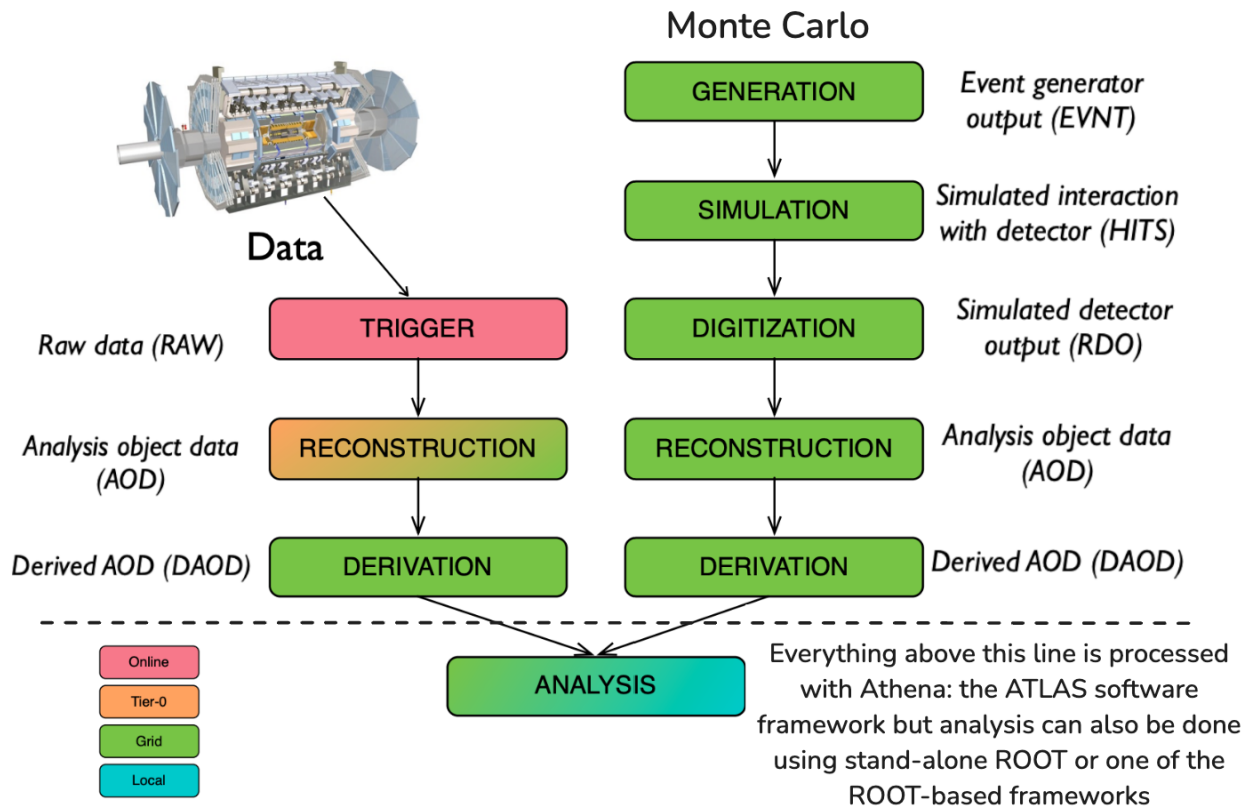 Monte Carlo
GENERATION
Event generator
output (EVNT)
SIMULATION
Simulated interaction
with detector (HITS)
Data
TRIGGER
Raw data (RAW)
DIGITIZATION
Simulated detector
output (RDO)
Analysis object data
(AOD)
RECONSTRUCTION
RECONSTRUCTION
Analysis object data
(AOD)
Derived AOD (DAOD)
DERIVATION
DERIVATION
Derived AOD (DAOD)
Online
Tier-0
Grid
Local
ANALYSIS
Everything above this line is processed
with Athena: the ATLAS software
framework but analysis can also be done
using stand-alone ROOT or one of the
ROOT-based frameworks